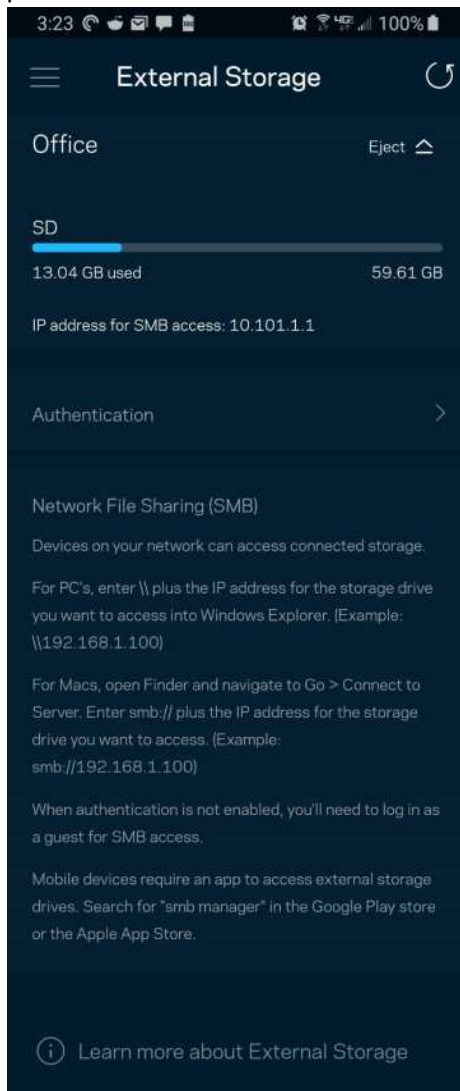 3:23
100%
External Storage
Office
Eject
SD
13.04 GB used
59.61 GB
IP address for SMB access: 10.101.1.1
Authentication
Network File Sharing (SMB)
Devices on your network can access connected storage.
For PC's, enter \\ plus the IP address for the storage drive
you want to access into Windows Explorer. (Example:
\\192.168.1.100)
For Macs, open Finder and navigate to Go > Connect to
Server. Enter smb:// plus the IP address for the storage
drive you want to access. (Example:
smb://192.168.1.100)
When authentication is not enabled, you'll need to log in as
a guest for SMB access.
Mobile devices require an app to access external storage
drives. Search for "smb manager" in the Google Play store
or the Apple App Store.
Learn more about External Storage